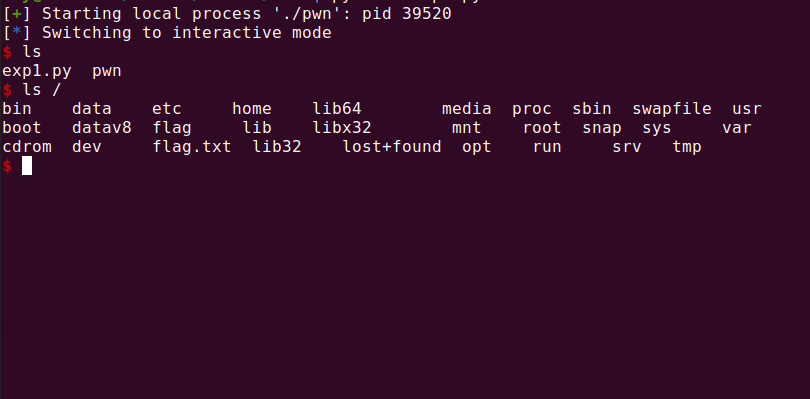 [+] Starting local process './pwn': pid 39520
[*] Switching to interactive mode
$ ls
exp1.py  pwn
$ ls /
bin    data    etc     home    lib64        media  proc  sbin  swapfile  usr
boot   datav8  flag     lib    libx32        mnt    root  snap  sys     var
cdrom  dev     flag.txt  lib32    lost+found  opt    run     srv   tmp
$